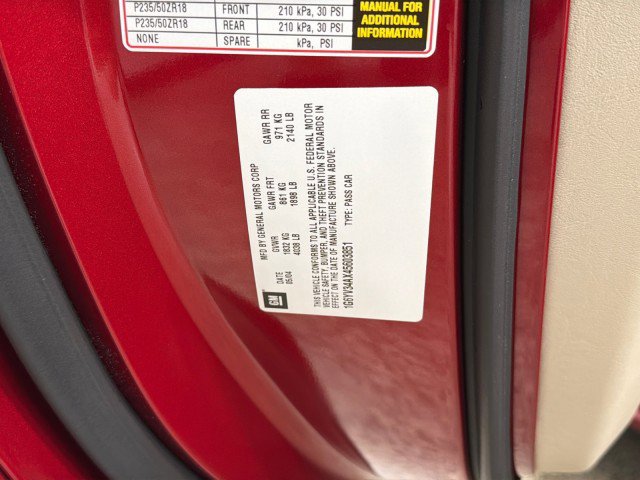 P235/50ZR18 FRONT 210 kPa, 30 PSI
P235/50ZR18 REAR 210 kPa, 30 PSI
NONE SPARE kPa, PSI
MANUAL FOR
ADDITIONAL
INFORMATION
GM
MFD BY GENERAL MOTORS CORP
DATE GVWR GAWR FRT GAWR RR
05/04 1832 KG 861 KG 971 KG
4038 LB 1898 LB 2140 LB
THIS VEHICLE CONFORMS TO ALL APPLICABLE U.S. FEDERAL MOTOR
VEHICLE SAFETY, BUMPER, AND THEFT PREVENTION STANDARDS IN
EFFECT ON THE DATE OF MANUFACTURE SHOWN ABOVE.
1G6YV34AX45603851 TYPE: PASS CAR